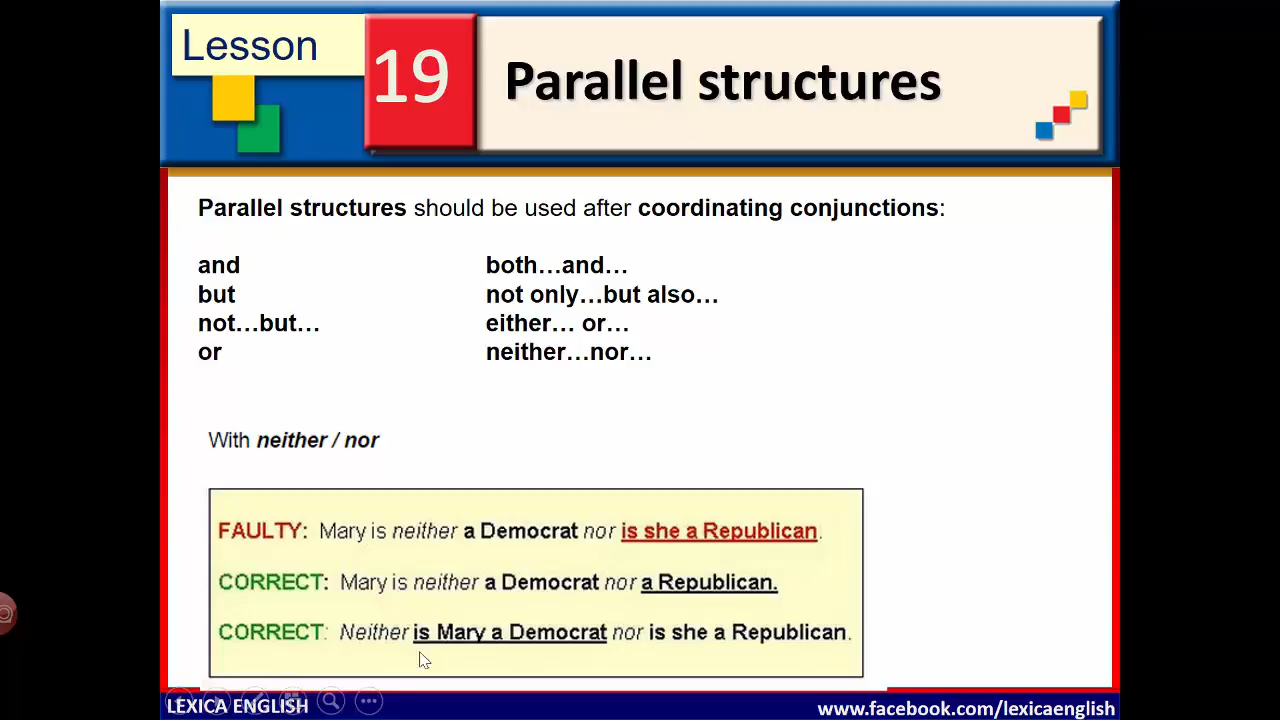 Lesson
19
Parallel structures
Parallel structures should be used after coordinating conjunctions:
and
but
not…but…
or
both…and…
not only…but also…
either… or…
neither…nor…
With neither / nor
FAULTY: Mary is neither a Democrat nor is she a Republican.
CORRECT: Mary is neither a Democrat nor a Republican.
CORRECT: Neither is Mary a Democrat nor is she a Republican.
LEXICA ENGLISH
www.facebook.com/lexicaenglish